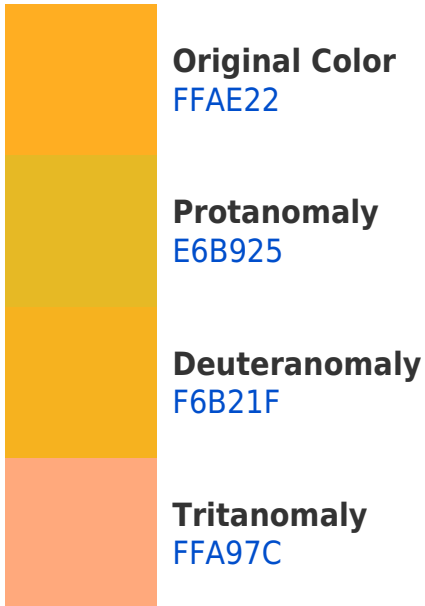 Original Color
FFAE22
Protanomaly
E6B925
Deuteranomaly
F6B21F
Tritanomaly
FFA97C